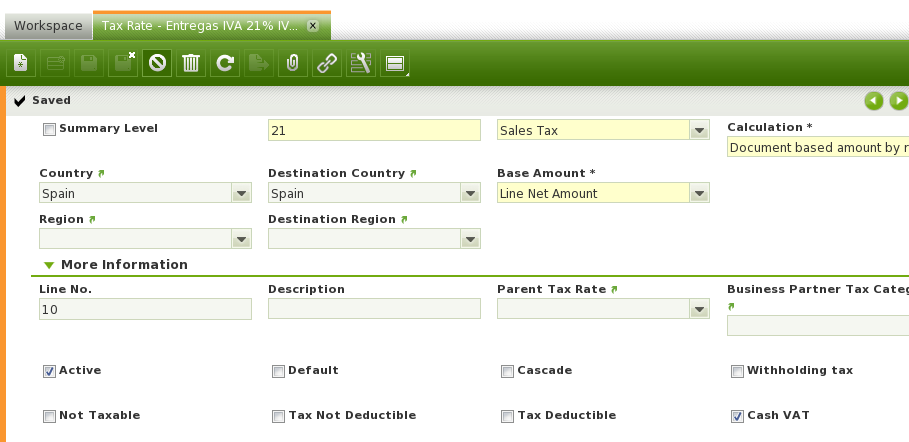 Workspace
Tax Rate - Entregas IVA 21% IV...
Saved
Summary Level
21
Sales Tax
Calculation *
Document based amount by r
Country
Destination Country
Base Amount *
Spain
Spain
Line Net Amount
Region
Destination Region
More Information
Line No.
Description
Parent Tax Rate
Business Partner Tax Categ
10
Active
Default
Cascade
Withholding tax
Not Taxable
Tax Not Deductible
Tax Deductible
Cash VAT